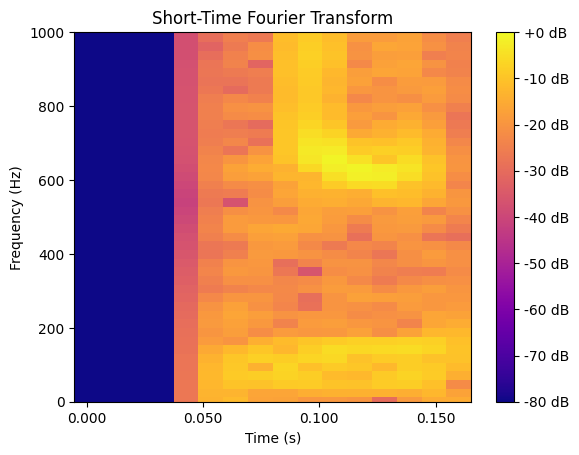 Short-Time Fourier Transform
Frequency (Hz)
1000
800
600
400
200
0
0.000 0.050 0.100 0.150
Time (s)
+0 dB
-10 dB
-20 dB
-30 dB
-40 dB
-50 dB
-60 dB
-70 dB
-80 dB